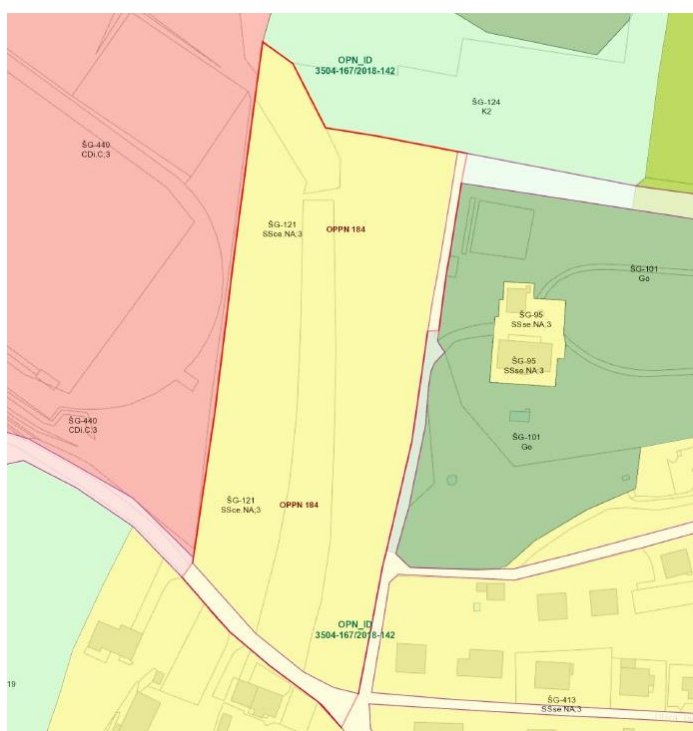 OPN_ID
3504-167/2018-142
ŠG-124
K2
ŠG-440
CDi.C;3
ŠG-121
SSce.NA;3
OPPN 184
ŠG-101
Go
ŠG-95
SSse.NA;3
ŠG-95
SSse.NA;3
ŠG-440
CDi.C;3
ŠG-101
Go
ŠG-121
SSce.NA;3
OPPN 184
OPN_ID
3504-167/2018-142
19
ŠG-413
SSse.NA;3